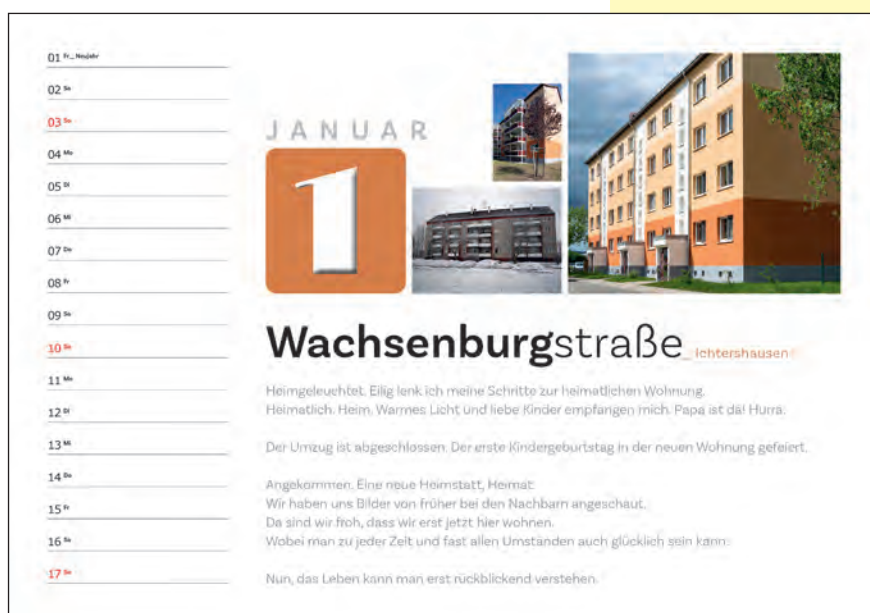 01 Fr_ Neujahr
02 Sa
03 So
04 Mo
05 Di
06 Mi
07 Do
08 Fr
09 Sa
10 So
11 Mo
12 Di
13 Mi
14 Do
15 Fr
16 Sa
17 So
JANUAR
1
Wachsenburgstraße_ Ichtershausen
Heimgeleuchtet. Eilig lenk ich meine Schritte zur heimatlichen Wohnung.
Heimatlich. Heim. Warmes Licht und liebe Kinder empfangen mich. Papa ist da! Hurra.
Der Umzug ist abgeschlossen. Der erste Kindergeburtstag in der neuen Wohnung gefeiert.
Angekommen. Eine neue Heimstatt, Heimat.
Wir haben uns Bilder von früher bei den Nachbarn angeschaut.
Da sind wir froh, dass wir erst jetzt hier wohnen.
Wobei man zu jeder Zeit und fast allen Umständen auch glücklich sein kann.
Nun, das Leben kann man erst rückblickend verstehen.